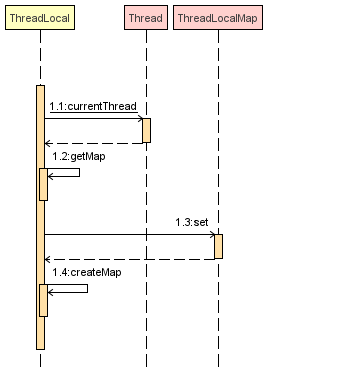 ThreadLocal
Thread
ThreadLocalMap
1.1:currentThread
1.2:getMap
1.3:set
1.4:createMap